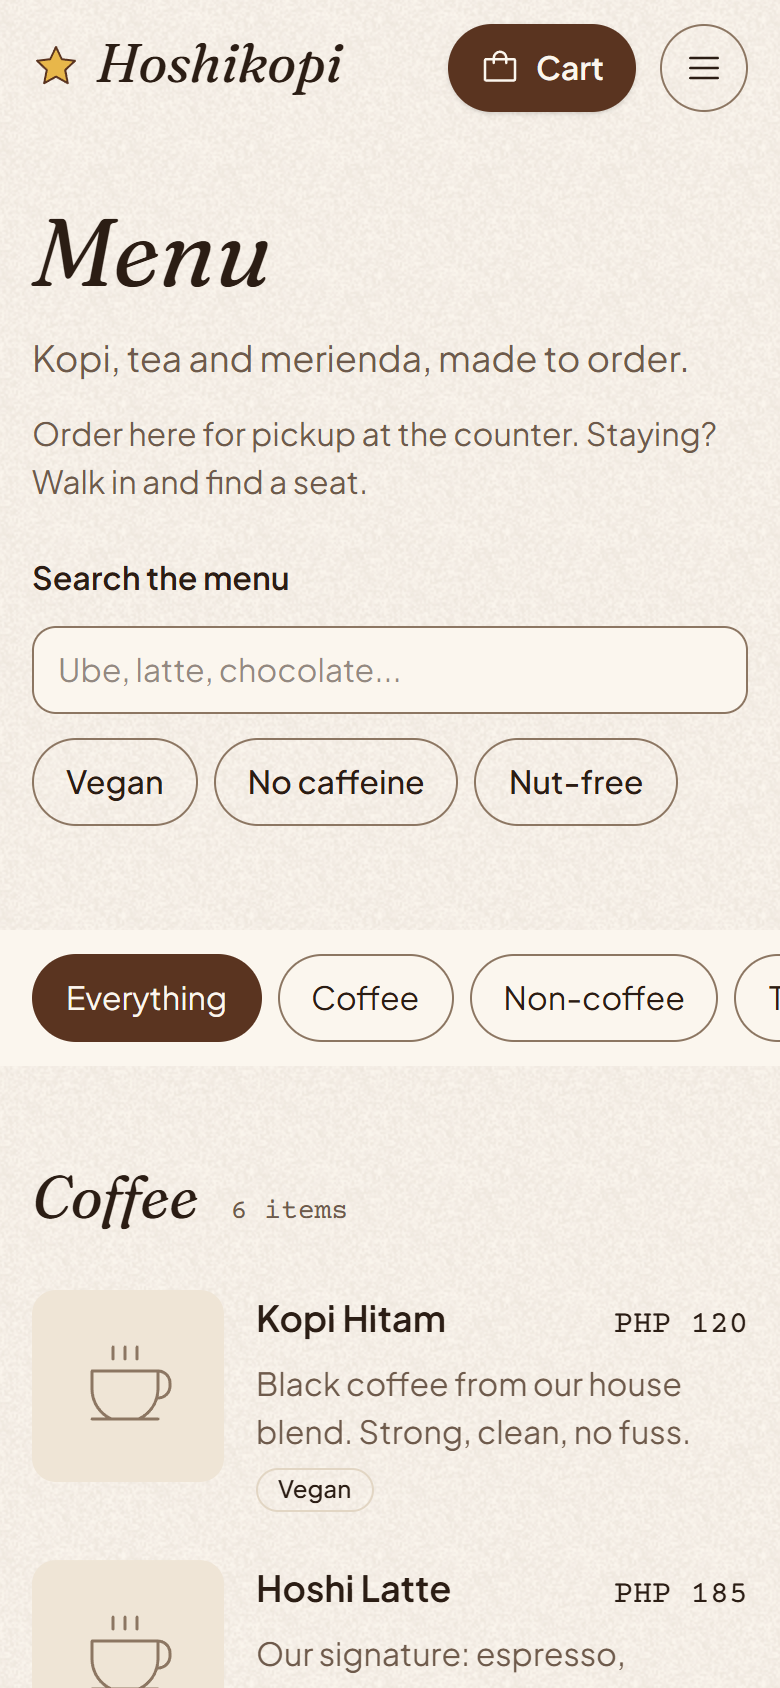 Hoshikopi
Cart
Menu
Kopi, tea and merienda, made to order.
Order here for pickup at the counter. Staying?
Walk in and find a seat.
Search the menu
Ube, latte, chocolate...
Vegan
No caffeine
Nut-free
Everything
Coffee
Non-coffee
Coffee
6 items
Kopi Hitam
PHP 120
Black coffee from our house
blend. Strong, clean, no fuss.
Vegan
Hoshi Latte
PHP 185
Our signature: espresso,